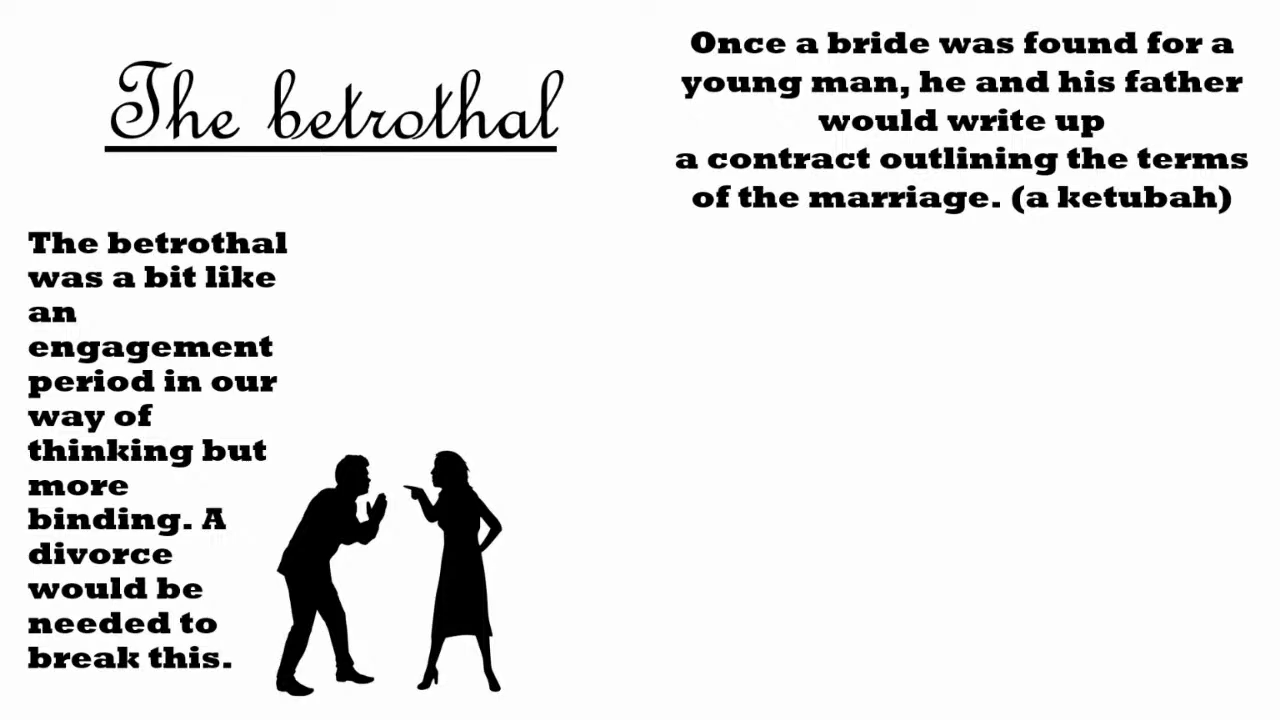 The betrothal
The betrothal
was a bit like
an
engagement
period in our
way of
thinking but
more
binding. A
divorce
would be
needed to
break this.
Once a bride was found for a
young man, he and his father
would write up
a contract outlining the terms
of the marriage. (a ketubah)